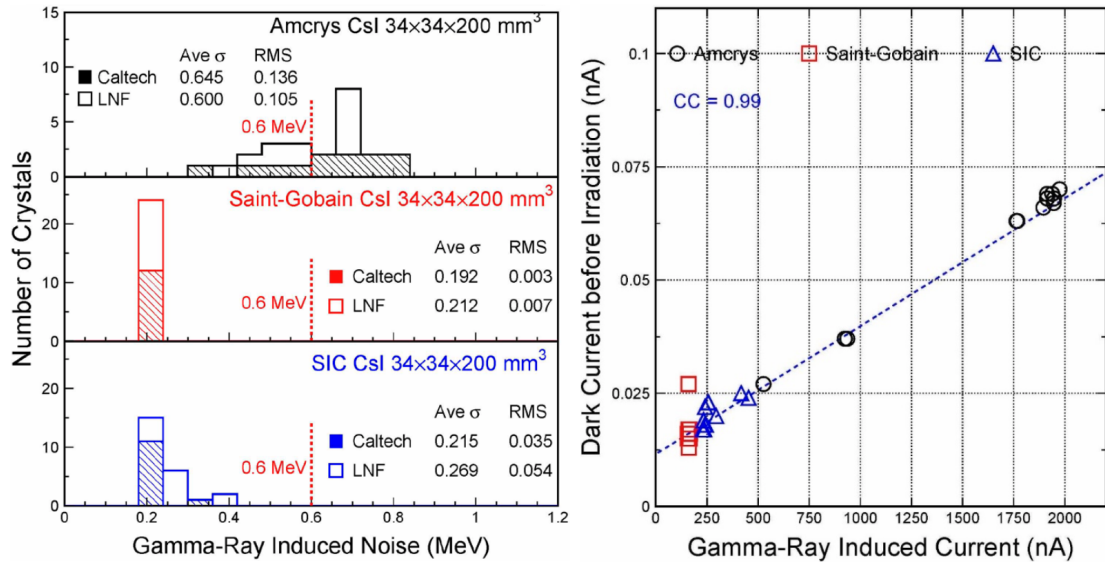 Number of Crystals
15
10
5
0
Amcrys CsI 34×34×200 mm³
Ave σ RMS
Caltech 0.645 0.136
LNF 0.600 0.105
0.6 MeV
20
10
0
Saint-Gobain CsI 34×34×200 mm³
Ave σ RMS
Caltech 0.192 0.003
LNF 0.212 0.007
0.6 MeV
20
10
0
SIC CsI 34×34×200 mm³
Ave σ RMS
Caltech 0.215 0.035
LNF 0.269 0.054
0.6 MeV
0 0.2 0.4 0.6 0.8 1 1.2
Gamma-Ray Induced Noise (MeV)
Dark Current before Irradiation (nA)
0.1
0.075
0.05
0.025
0
Amcrys Saint-Gobain SIC
CC = 0.99
0 250 500 750 1000 1250 1500 1750 2000
Gamma-Ray Induced Current (nA)